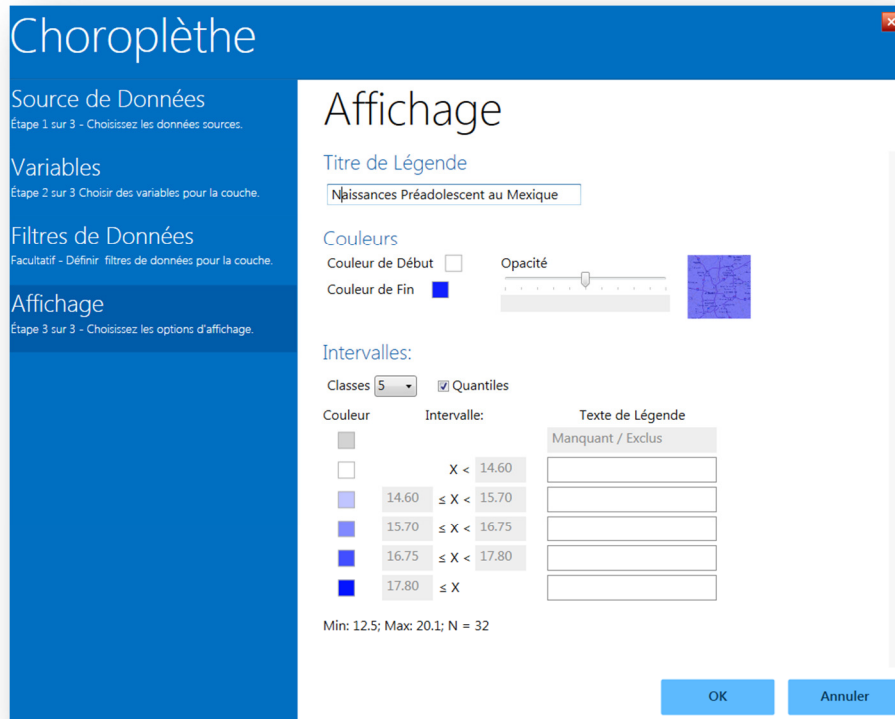 Choroplèthe
Source de Données
Étape 1 sur 3 - Choisissez les données sources.
Variables
Étape 2 sur 3 Choisir des variables pour la couche.
Filtres de Données
Facultatif - Définir filtres de données pour la couche.
Affichage
Étape 3 sur 3 - Choisissez les options d'affichage.
Affichage
Titre de Légende
Naissances Préadolescent au Mexique
Couleurs
Couleur de Début Opacité
Couleur de Fin
Intervalles:
Classes 5 Quantiles
Couleur Intervalle: Texte de Légende
Manquant / Exclus
X < 14.60
14.60 ≤ X < 15.70
15.70 ≤ X < 16.75
16.75 ≤ X < 17.80
17.80 ≤ X
Min: 12.5; Max: 20.1; N = 32
OK Annuler